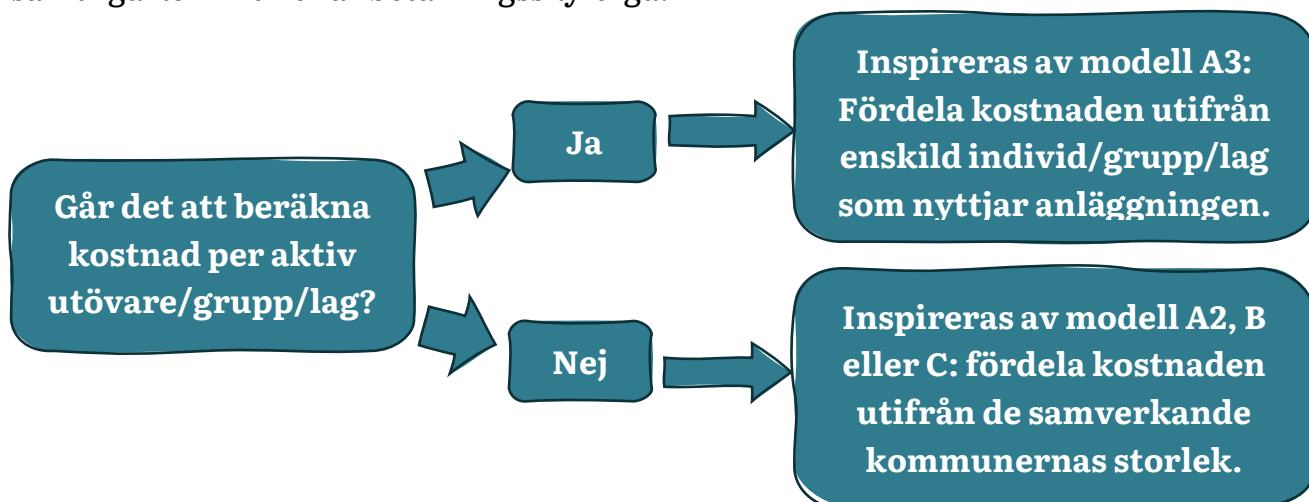 Går det att beräkna
kostnad per aktiv
utövare/grupp/lag?
Ja
Inspireras av modell A3:
Fördela kostnaden utifrån
enskild individ/grupp/lag
som nyttjar anläggningen.
Nej
Inspireras av modell A2, B
eller C: fördela kostnaden
utifrån de samverkande
kommunernas storlek.